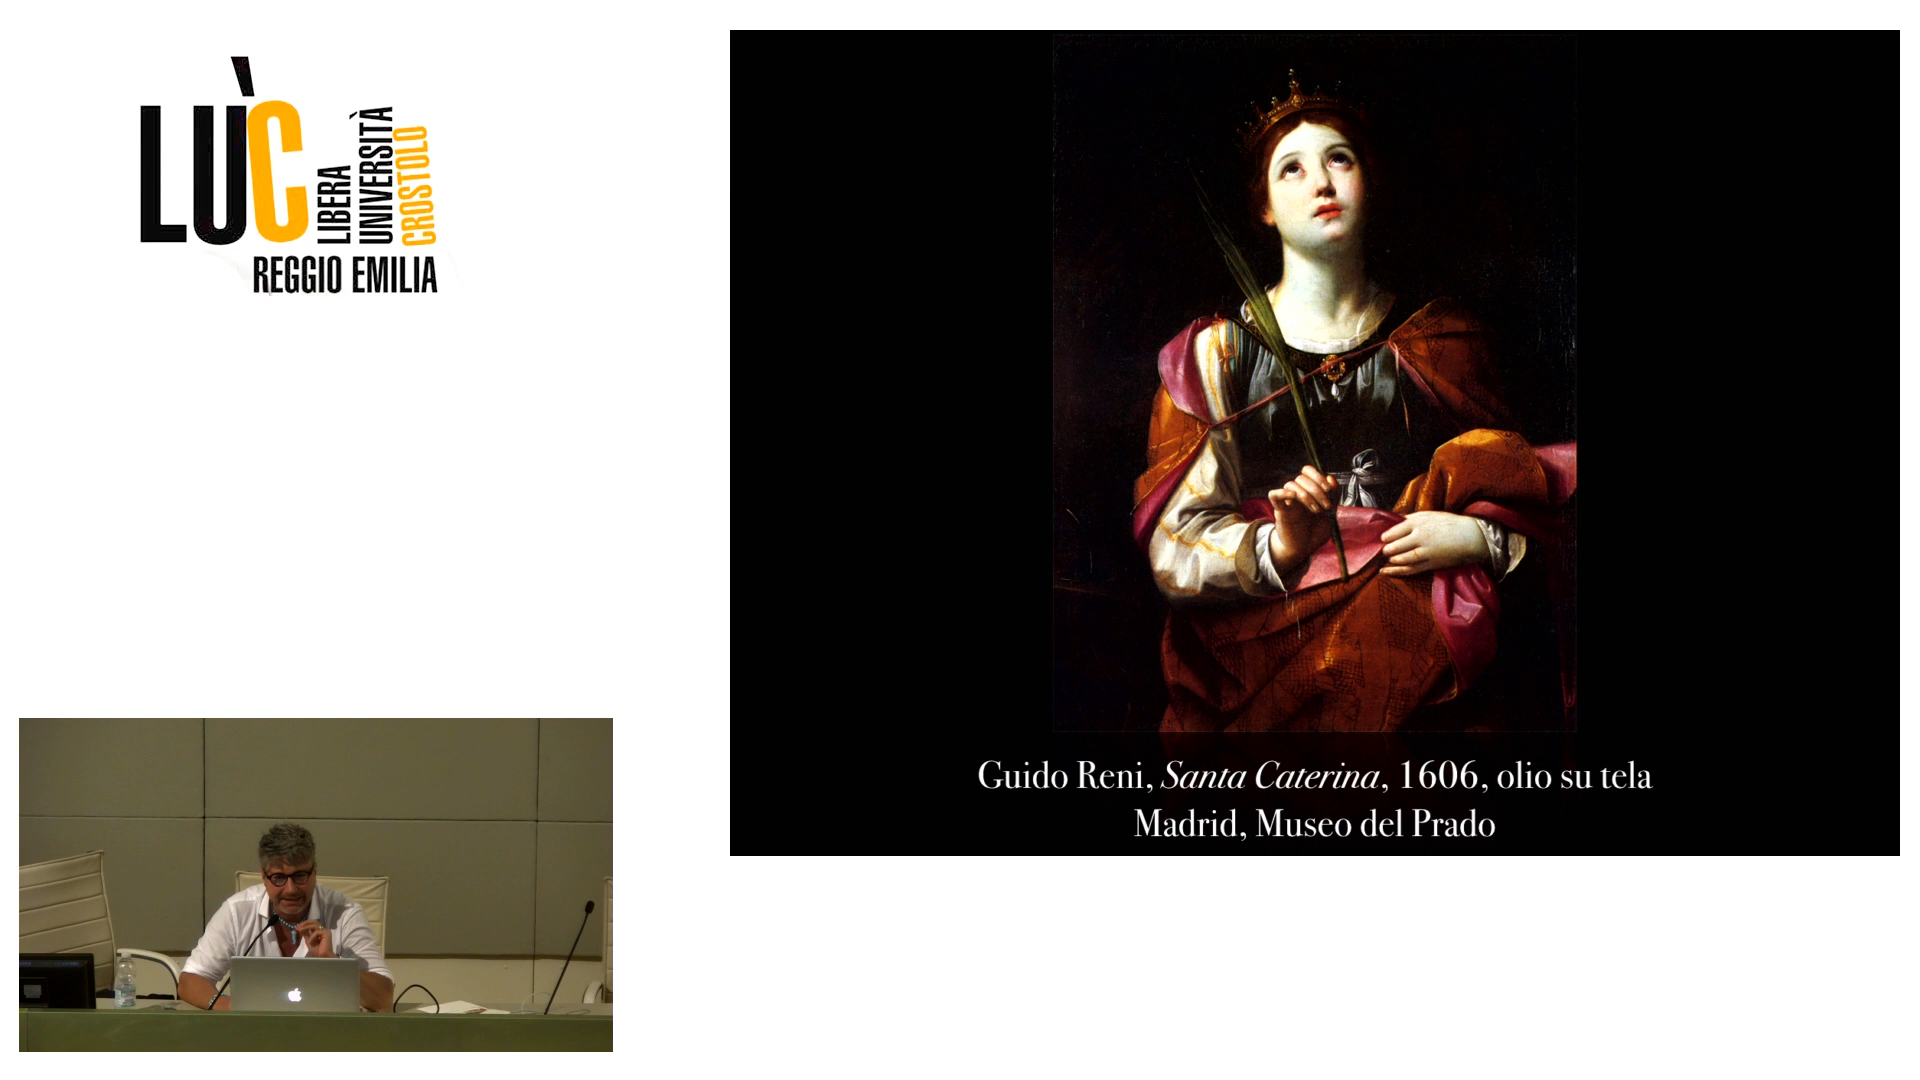 LÙC
LIBERA
UNIVERSITÀ
CROSTOLO
REGGIO EMILIA
Guido Reni, Santa Caterina, 1606, olio su tela
Madrid, Museo del Prado